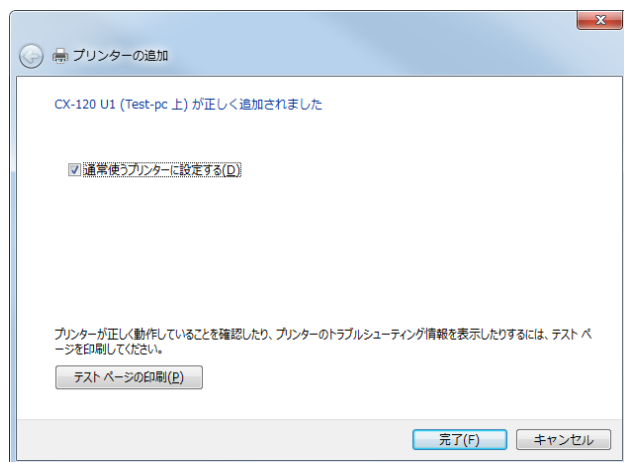 プリンターの追加
CX-120 U1 (Test-pc 上) が正しく追加されました
通常使うプリンターに設定する(D)
プリンターが正しく動作していることを確認したり、プリンターのトラブルシューティング情報を表示したりするには、テスト ペ
ージを印刷してください。
テスト ページの印刷(P)
完了(F) キャンセル